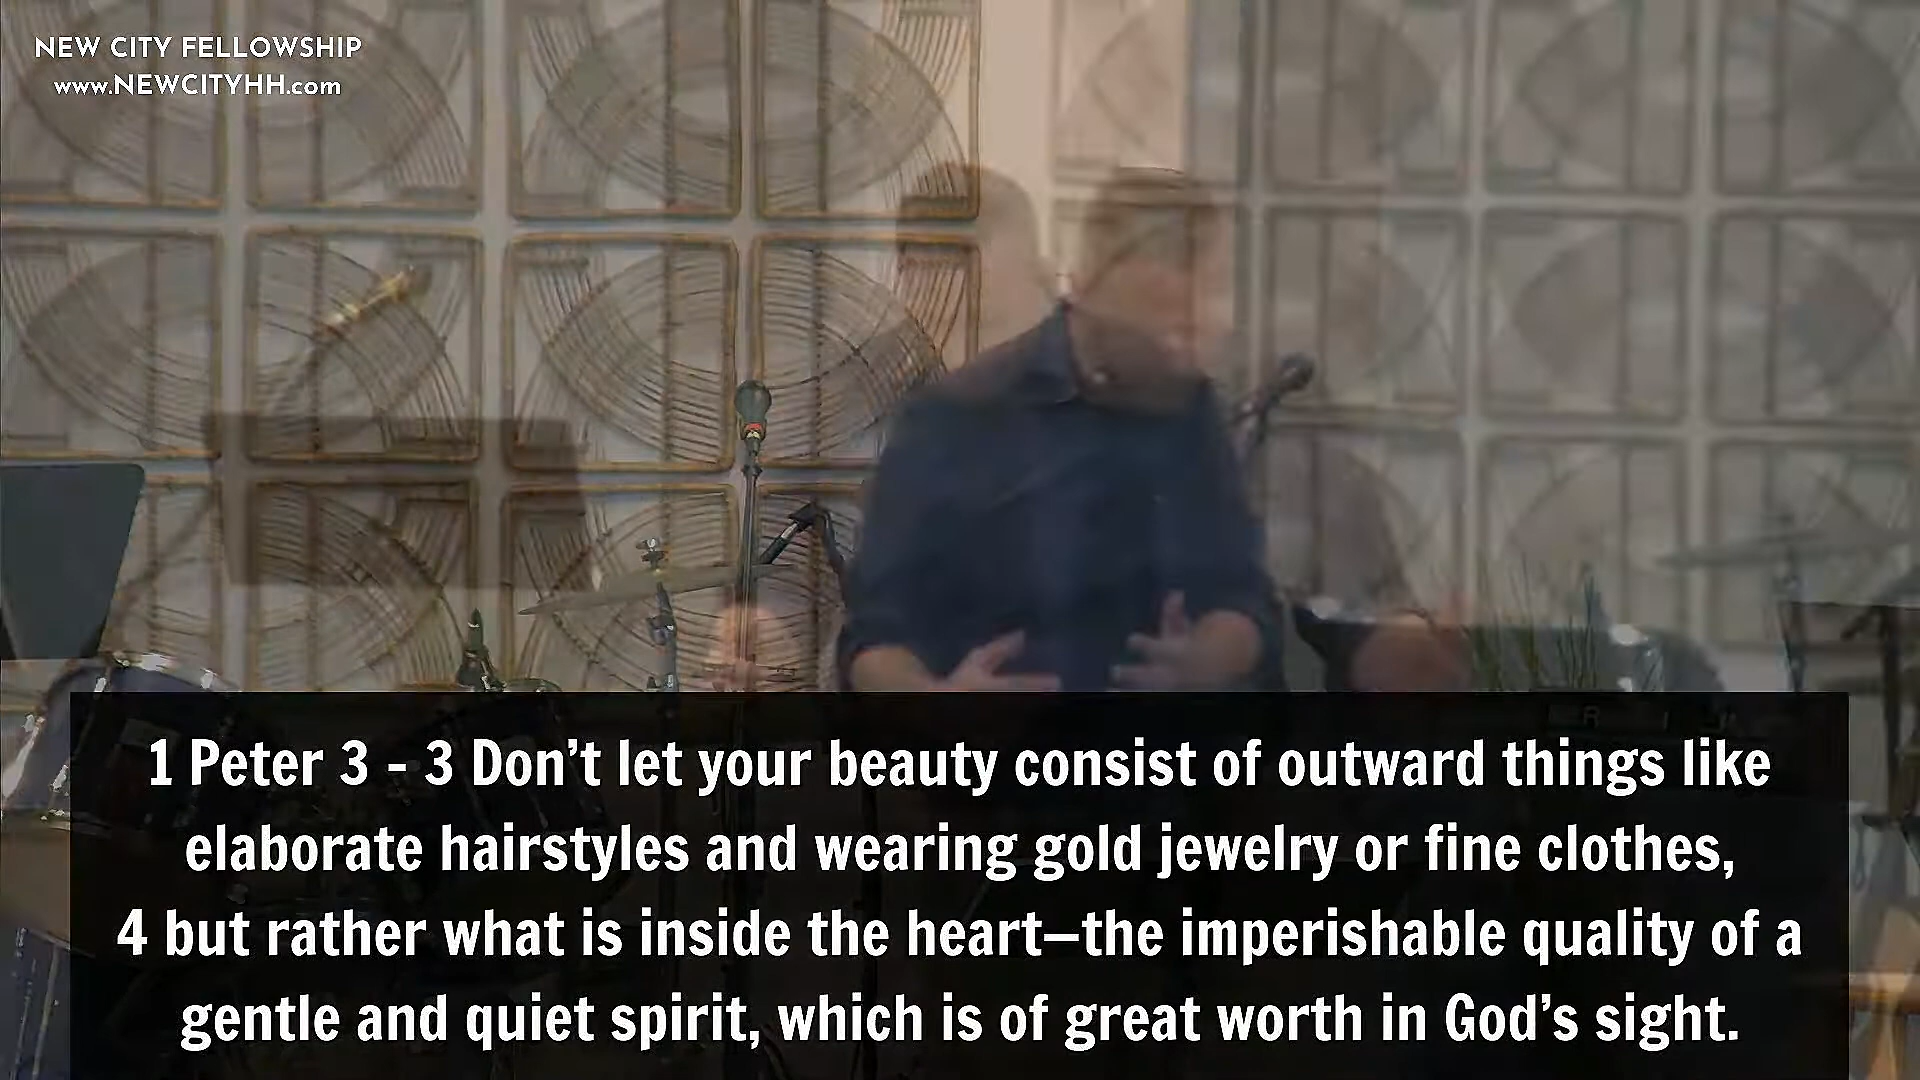 NEW CITY FELLOWSHIP
www.NEWCITYHH.com
1 Peter 3 - 3 Don’t let your beauty consist of outward things like
elaborate hairstyles and wearing gold jewelry or fine clothes,
4 but rather what is inside the heart—the imperishable quality of a
gentle and quiet spirit, which is of great worth in God’s sight.